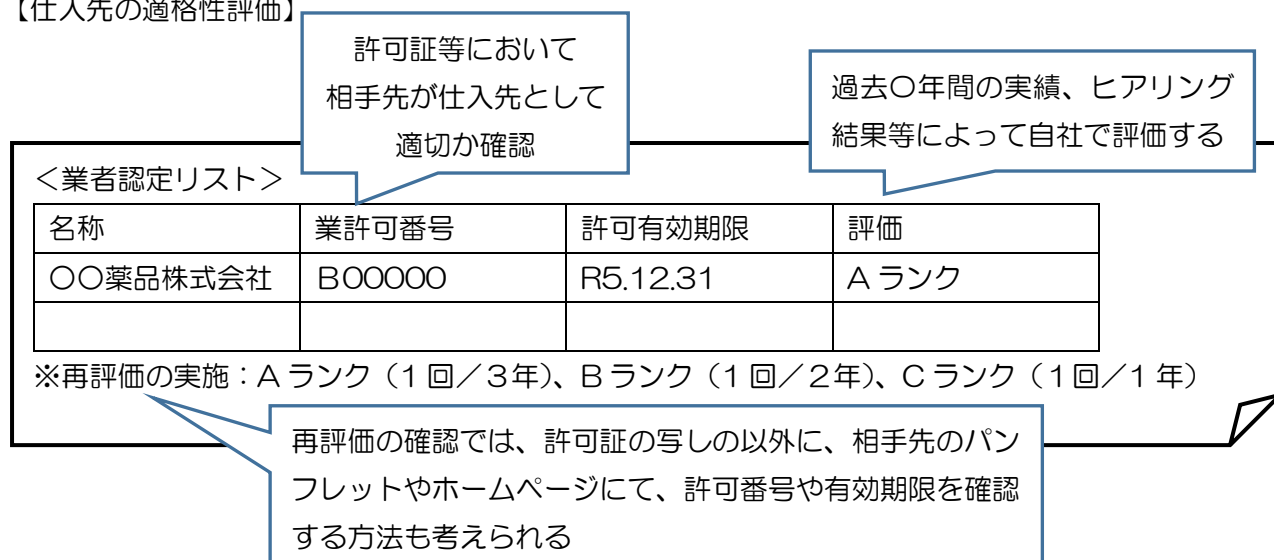 【仕入先の適格性評価】
許可証等において
相手先が仕入先として
適切か確認
過去〇年間の実績、ヒアリング
結果等によって自社で評価する
＜業者認定リスト＞
名称 業許可番号 許可有効期限 評価
〇〇薬品株式会社 B00000 R5.12.31 Aランク
※再評価の実施：Aランク（1回／3年）、Bランク（1回／2年）、Cランク（1回／1年）
再評価の確認では、許可証の写しの以外に、相手先のパン
フレットやホームページにて、許可番号や有効期限を確認
する方法も考えられる